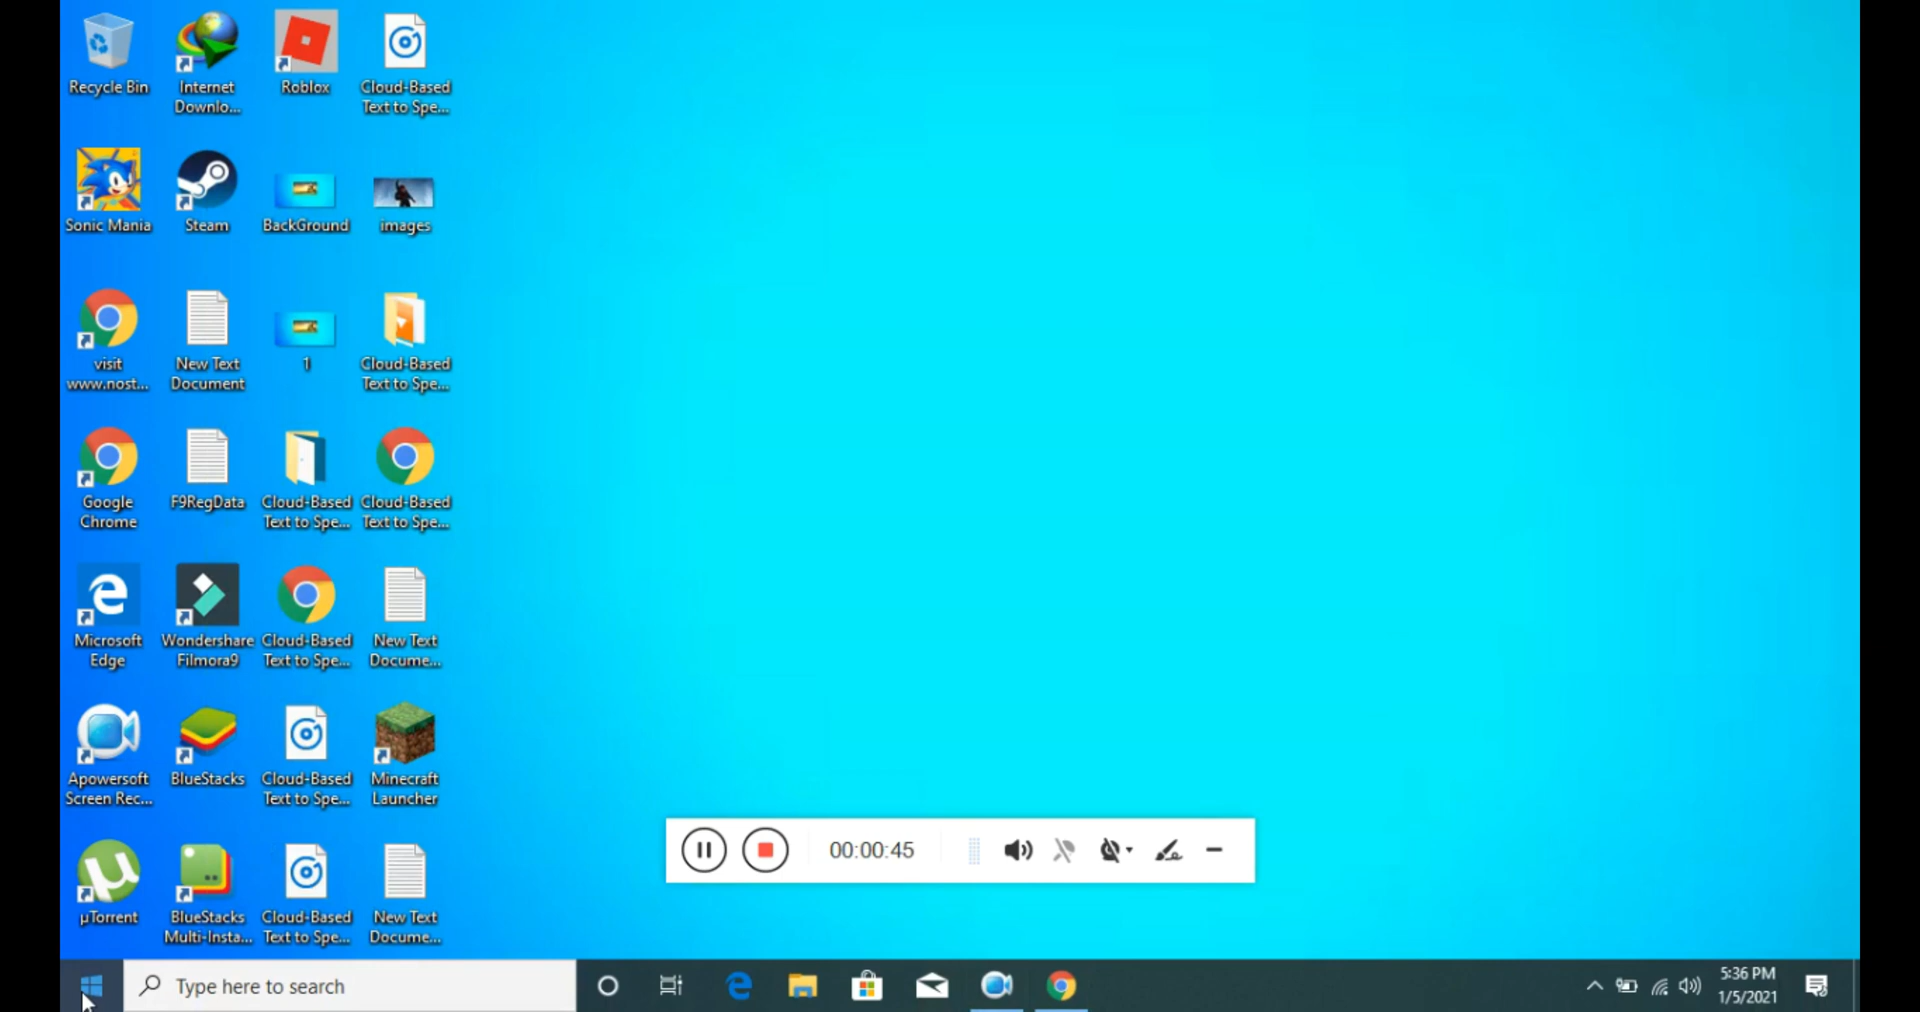 Recycle Bin
Internet
Downlo...
Roblox
Cloud-Based
Text to Spe...
Sonic Mania
Steam
BackGround
images
visit
www.nost...
New Text
Document
1
Cloud-Based
Text to Spe...
Google
Chrome
F9RegData
Cloud-Based
Text to Spe...
Cloud-Based
Text to Spe...
Microsoft
Edge
Wondershare
Filmora9
Cloud-Based
Text to Spe...
New Text
Docume...
Apowersoft
Screen Rec...
BlueStacks
Cloud-Based
Text to Spe...
Minecraft
Launcher
µTorrent
BlueStacks
Multi-Insta...
Cloud-Based
Text to Spe...
New Text
Docume...
00:00:45
Type here to search
5:36 PM
1/5/2021